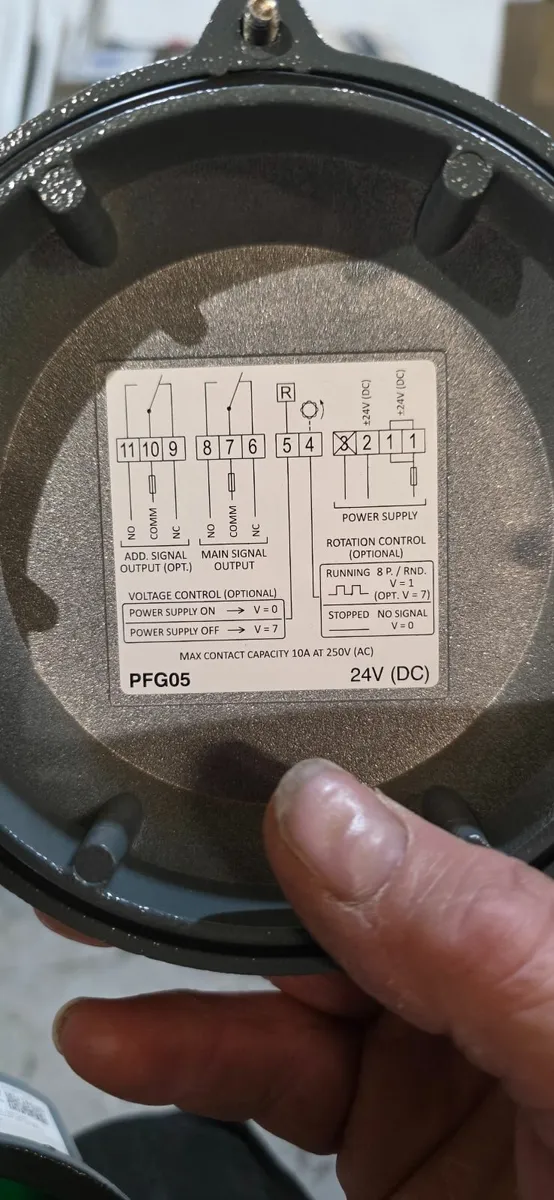 ±24V (DC)
±24V (DC)
R
11 10 9 8 7 6 5 4 3 2 1 1
NO COMM NC NO COMM NC
POWER SUPPLY
ADD. SIGNAL
OUTPUT (OPT.)
MAIN SIGNAL
OUTPUT
ROTATION CONTROL
(OPTIONAL)
RUNNING 8 P. / RND.
V = 1
(OPT. V = 7)
STOPPED NO SIGNAL
V = 0
VOLTAGE CONTROL (OPTIONAL)
POWER SUPPLY ON → V = 0
POWER SUPPLY OFF → V = 7
MAX CONTACT CAPACITY 10A AT 250V (AC)
PFG05
24V (DC)